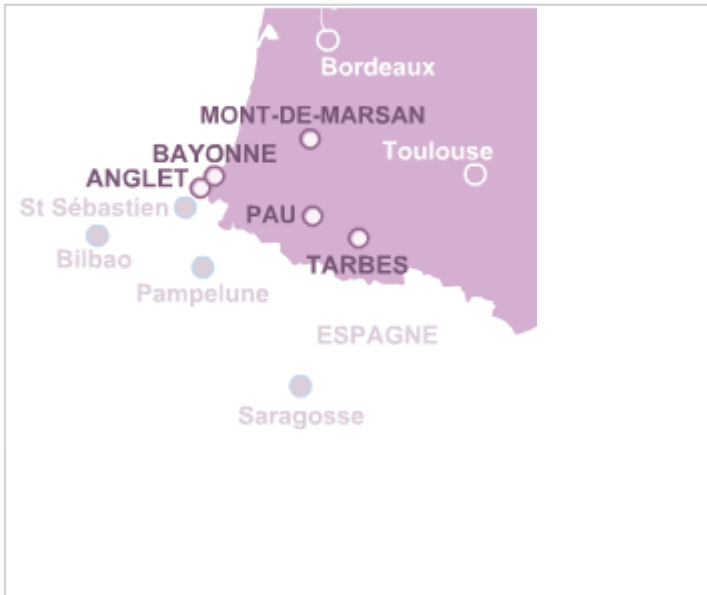 Bordeaux
MONT-DE-MARSAN
BAYONNE
Toulouse
ANGLET
St Sébastien
PAU
Bilbao
TARBES
Pampelune
ESPAGNE
Saragosse